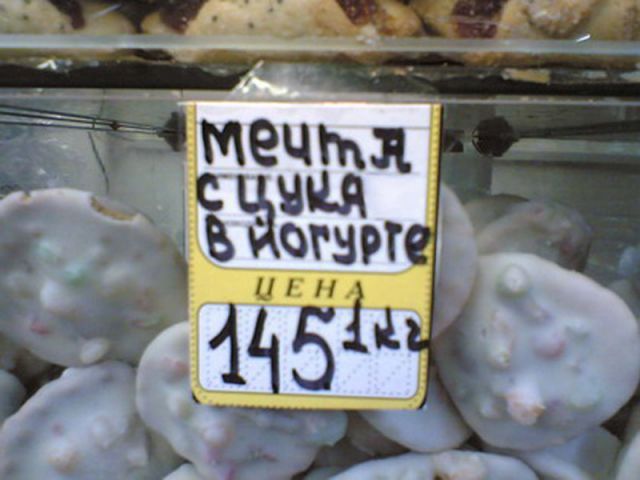 мечта
с цука
в йогурте
ЦЕНА
145 1кг